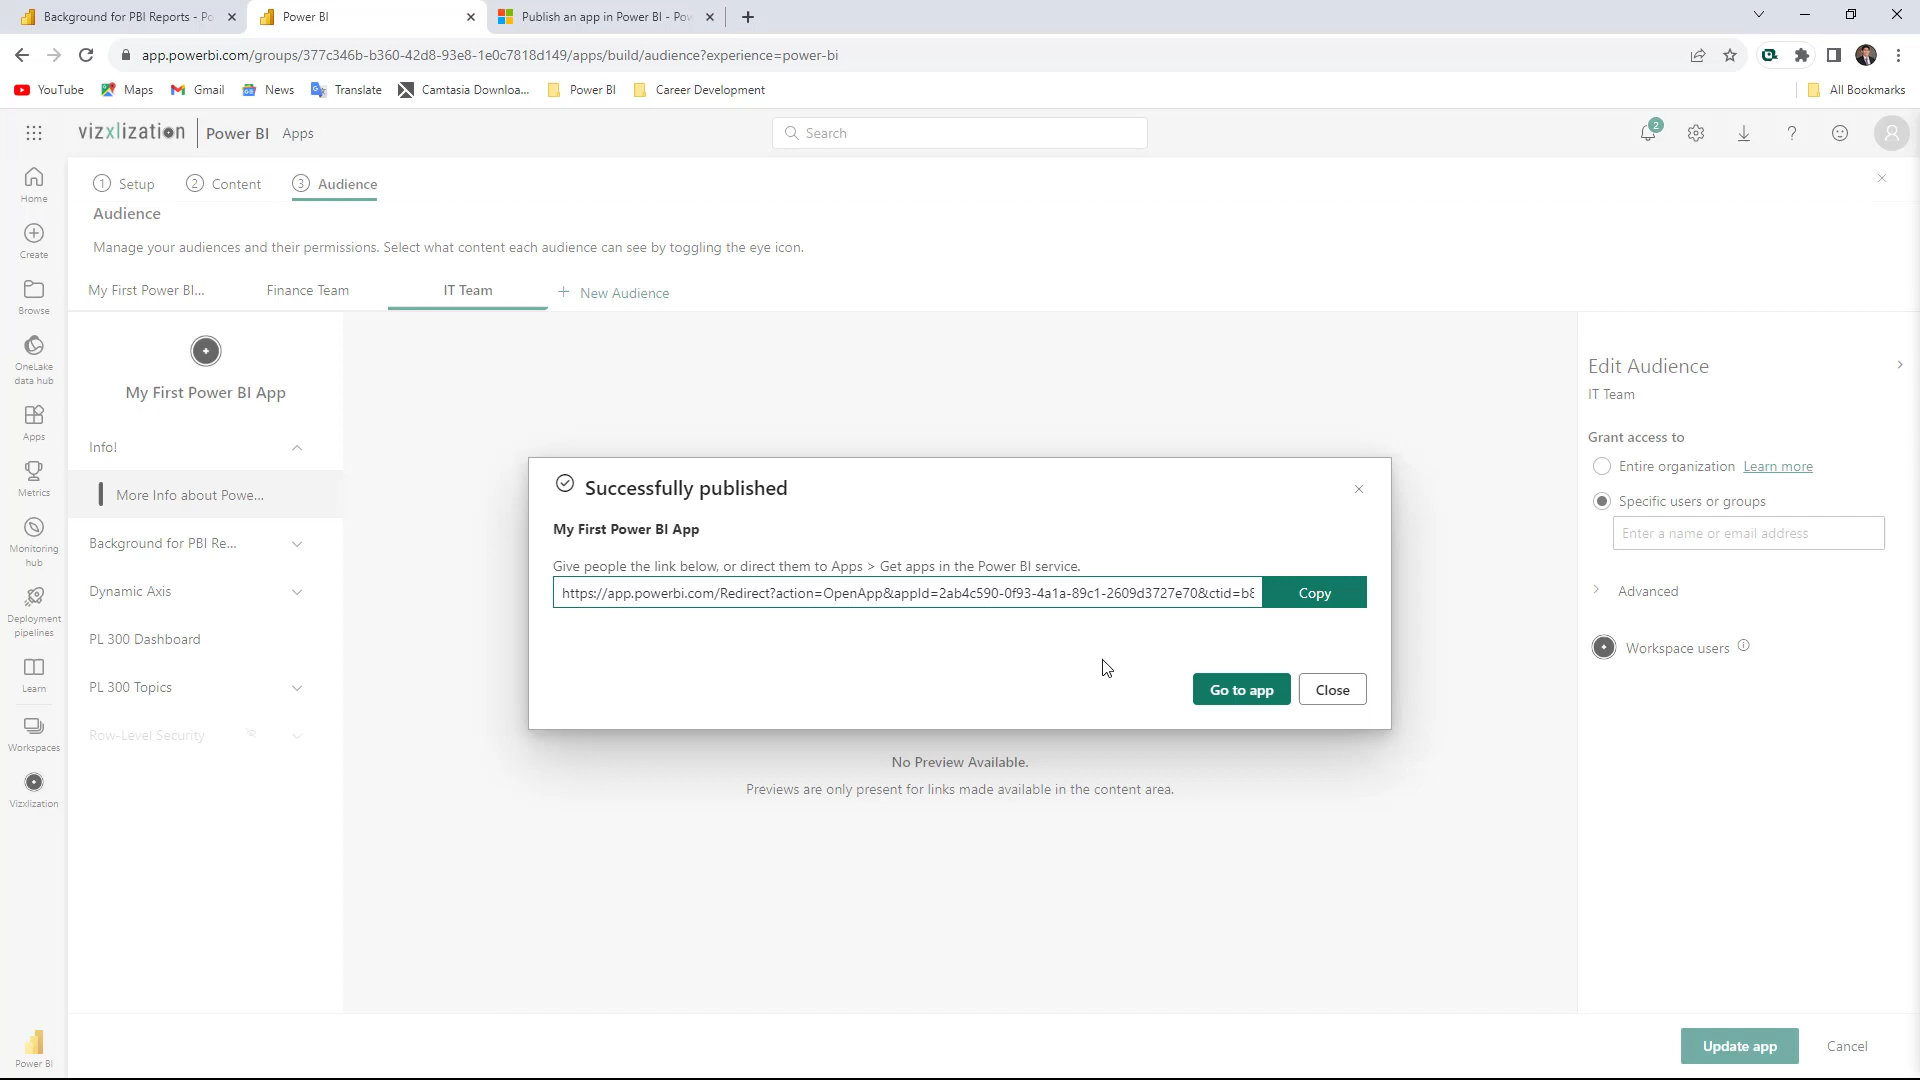 Background for PBI Reports - Po
Power BI
Publish an app in Power BI - Pow
app.powerbi.com/groups/377c346b-b360-42d8-93e8-1e0c7818d149/apps/build/audience?experience=power-bi
YouTube
Maps
Gmail
News
Translate
Camtasia Downloa...
Power BI
Career Development
All Bookmarks
vizxlization
Power BI
Apps
Search
2
Home
Create
Browse
OneLake
data hub
Apps
Metrics
Monitoring
hub
Deployment
pipelines
Learn
Workspaces
Vizxlization
Power BI
1 Setup
2 Content
3 Audience
Audience
Manage your audiences and their permissions. Select what content each audience can see by toggling the eye icon.
My First Power BI...
Finance Team
IT Team
+ New Audience
My First Power BI App
Info!
More Info about Powe...
Background for PBI Re...
Dynamic Axis
PL 300 Dashboard
PL 300 Topics
Row-Level Security
Successfully published
My First Power BI App
Give people the link below, or direct them to Apps > Get apps in the Power BI service.
https://app.powerbi.com/Redirect?action=OpenApp&appId=2ab4c590-0f93-4a1a-89c1-2609d3727e70&ctid=b8
Copy
Go to app
Close
No Preview Available.
Previews are only present for links made available in the content area.
Edit Audience
IT Team
Grant access to
Entire organization Learn more
Specific users or groups
Enter a name or email address
Advanced
Workspace users
Update app
Cancel